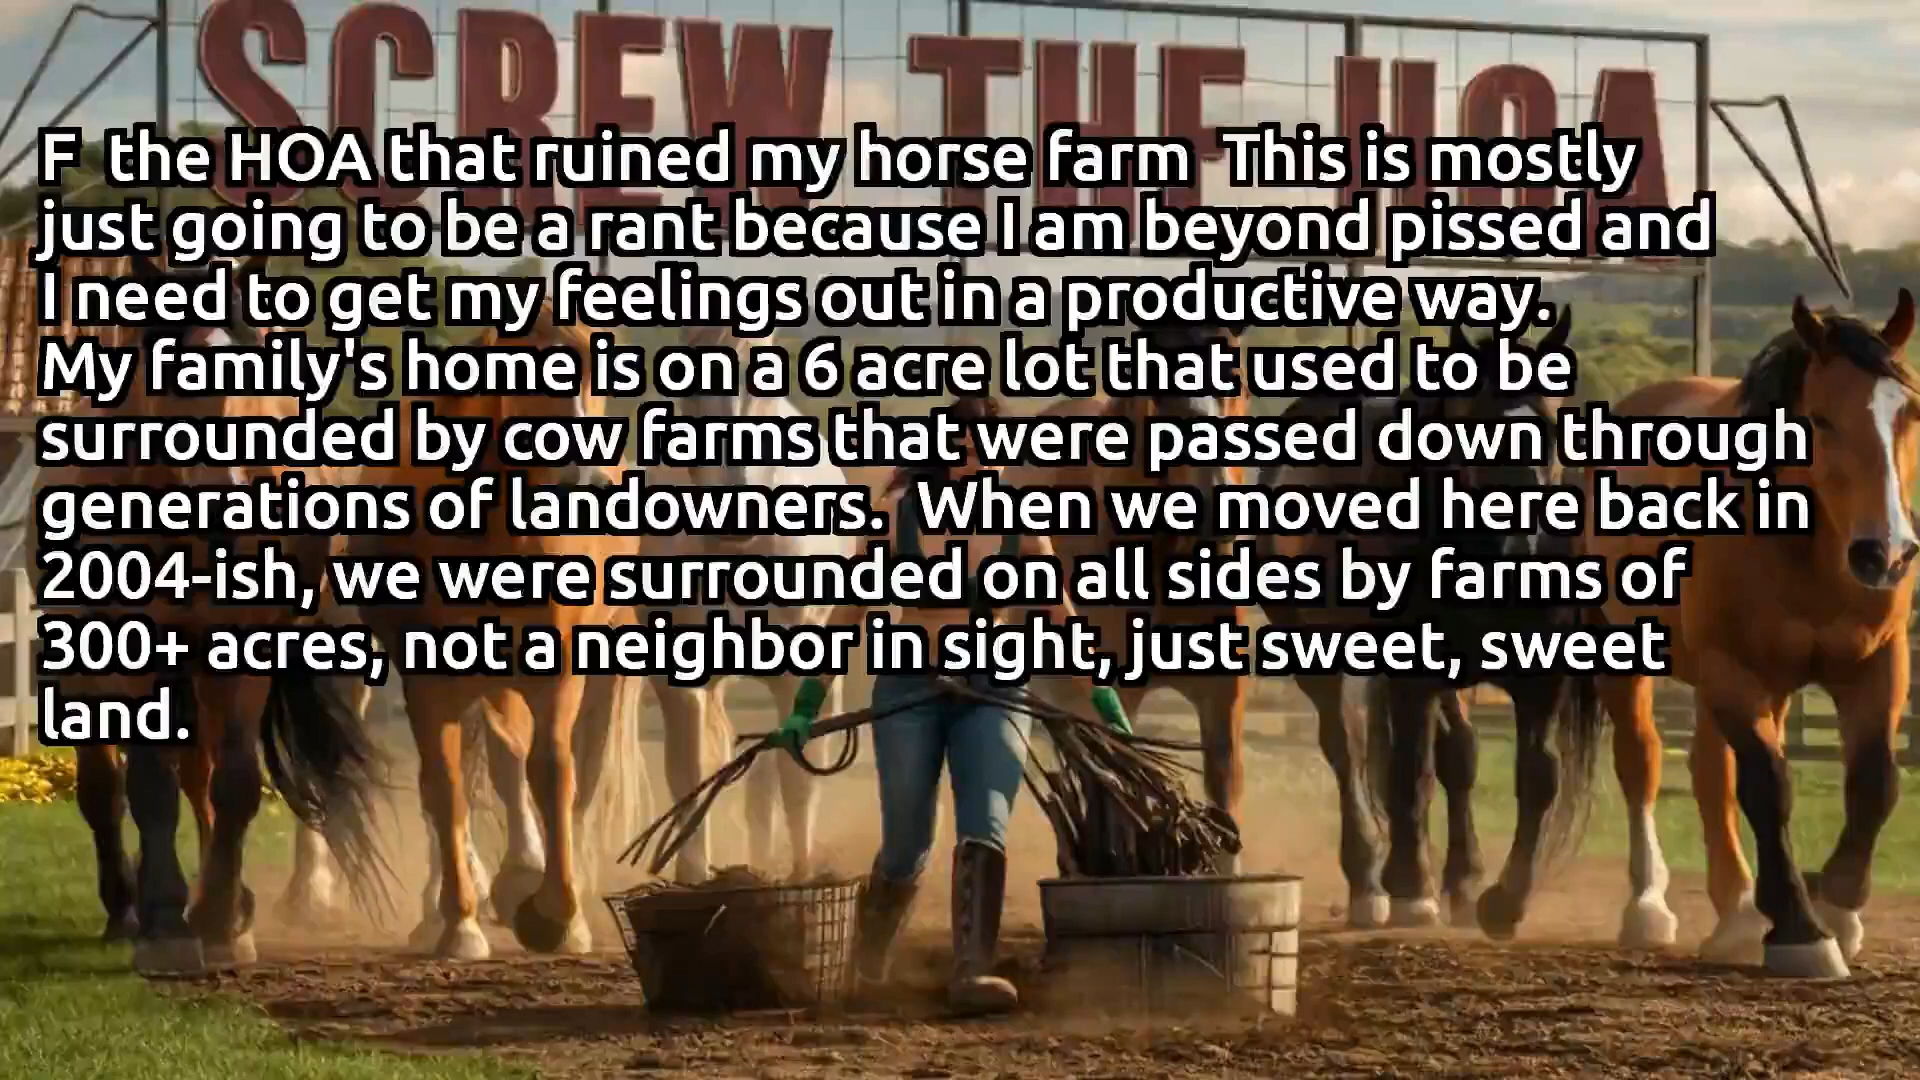 SCREW THE HOA
F the HOA that ruined my horse farm This is mostly
just going to be a rant because I am beyond pissed and
I need to get my feelings out in a productive way.
My family's home is on a 6 acre lot that used to be
surrounded by cow farms that were passed down through
generations of landowners. When we moved here back in
2004-ish, we were surrounded on all sides by farms of
300+ acres, not a neighbor in sight, just sweet, sweet
land.